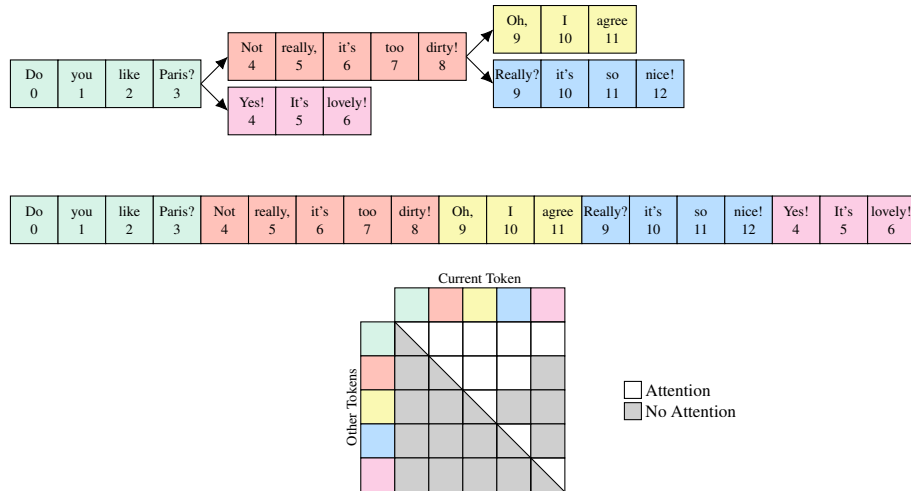 Oh, I agree
9 10 11
Not really, it's too dirty!
4 5 6 7 8
Do you like Paris?
0 1 2 3
Really? it's so nice!
9 10 11 12
Yes! It's lovely!
4 5 6
Do you like Paris? Not really, it's too dirty! Oh, I agree Really? it's so nice! Yes! It's lovely!
0 1 2 3 4 5 6 7 8 9 10 11 9 10 11 12 4 5 6
Current Token
Other Tokens
Attention
No Attention